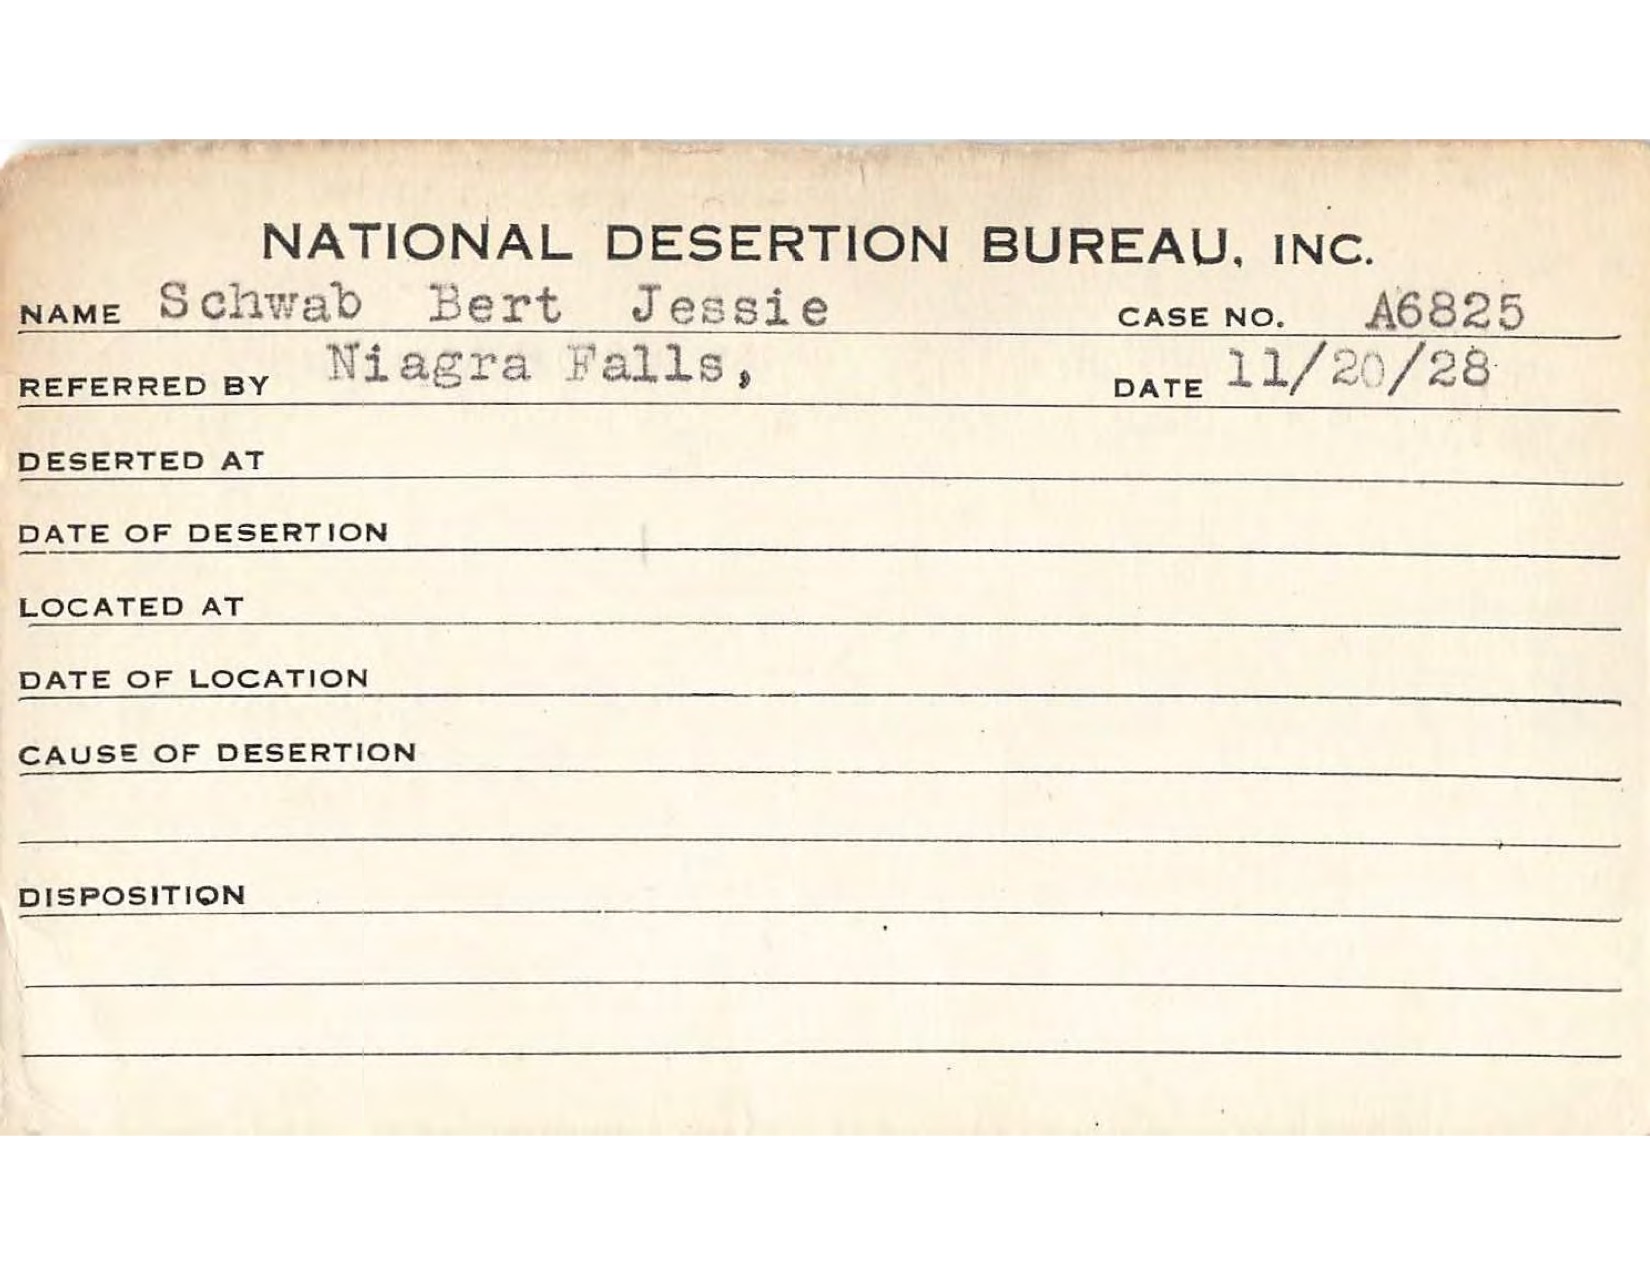 NATIONAL DESERTION BUREAU, INC.
NAME Schwab Bert Jessie CASE NO. A6825
REFERRED BY Niagra Falls, DATE 11/20/28
DESERTED AT
DATE OF DESERTION
LOCATED AT
DATE OF LOCATION
CAUSE OF DESERTION
DISPOSITION